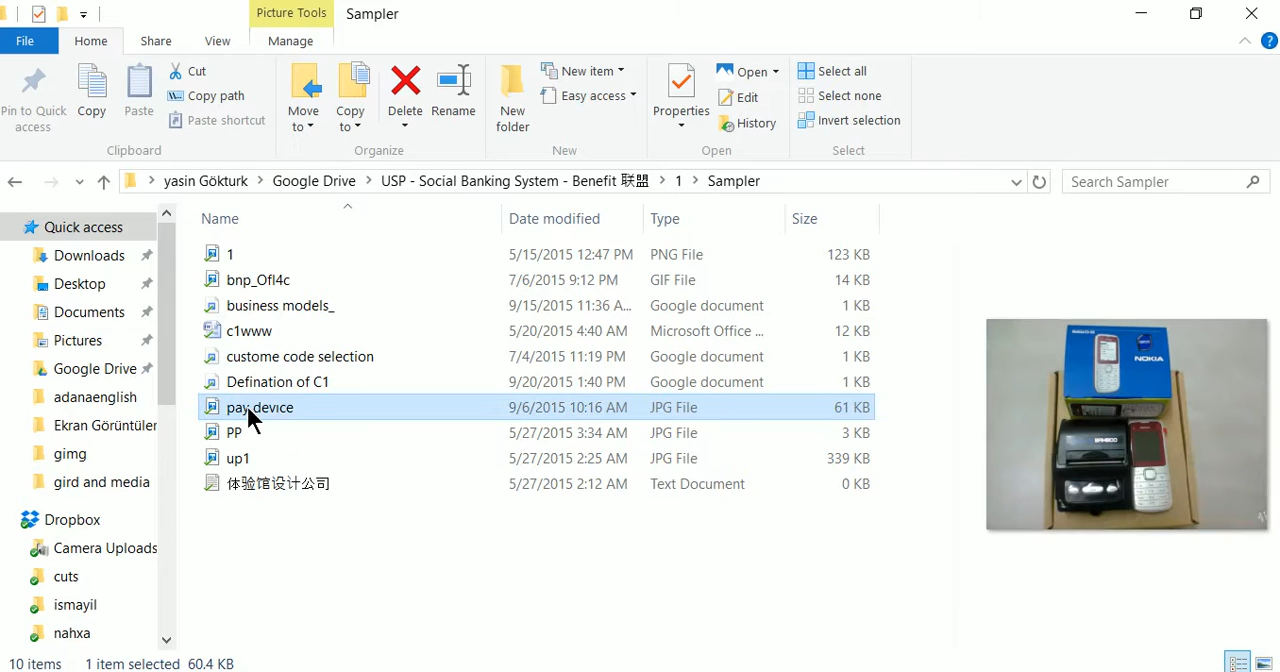 Picture Tools
Sampler
File
Home
Share
View
Manage
Pin to Quick access
Copy
Paste
Cut
Copy path
Paste shortcut
Clipboard
Move to
Copy to
Delete
Rename
Organize
New folder
New item
Easy access
New
Properties
Open
Edit
History
Open
Select all
Select none
Invert selection
Select
yasin Gökturk
Google Drive
USP - Social Banking System - Benefit 联盟
1
Sampler
Search Sampler
Quick access
Downloads
Desktop
Documents
Pictures
Google Drive
adanaenglish
Ekran Görüntüler
gımg
gird and media
Dropbox
Camera Uploads
cuts
ismayil
nahxa
Name Date modified Type Size
1 5/15/2015 12:47 PM PNG File 123 KB
bnp_Ofl4c 7/6/2015 9:12 PM GIF File 14 KB
business models_ 9/15/2015 11:36 A... Google document 1 KB
c1www 5/20/2015 4:40 AM Microsoft Office ... 12 KB
custome code selection 7/4/2015 11:19 PM Google document 1 KB
Defination of C1 9/20/2015 1:40 PM Google document 1 KB
pay device 9/6/2015 10:16 AM JPG File 61 KB
PP 5/27/2015 3:34 AM JPG File 3 KB
up1 5/27/2015 2:25 AM JPG File 339 KB
体验馆设计公司 5/27/2015 2:12 AM Text Document 0 KB
NOKIA
10 items
1 item selected 60.4 KB